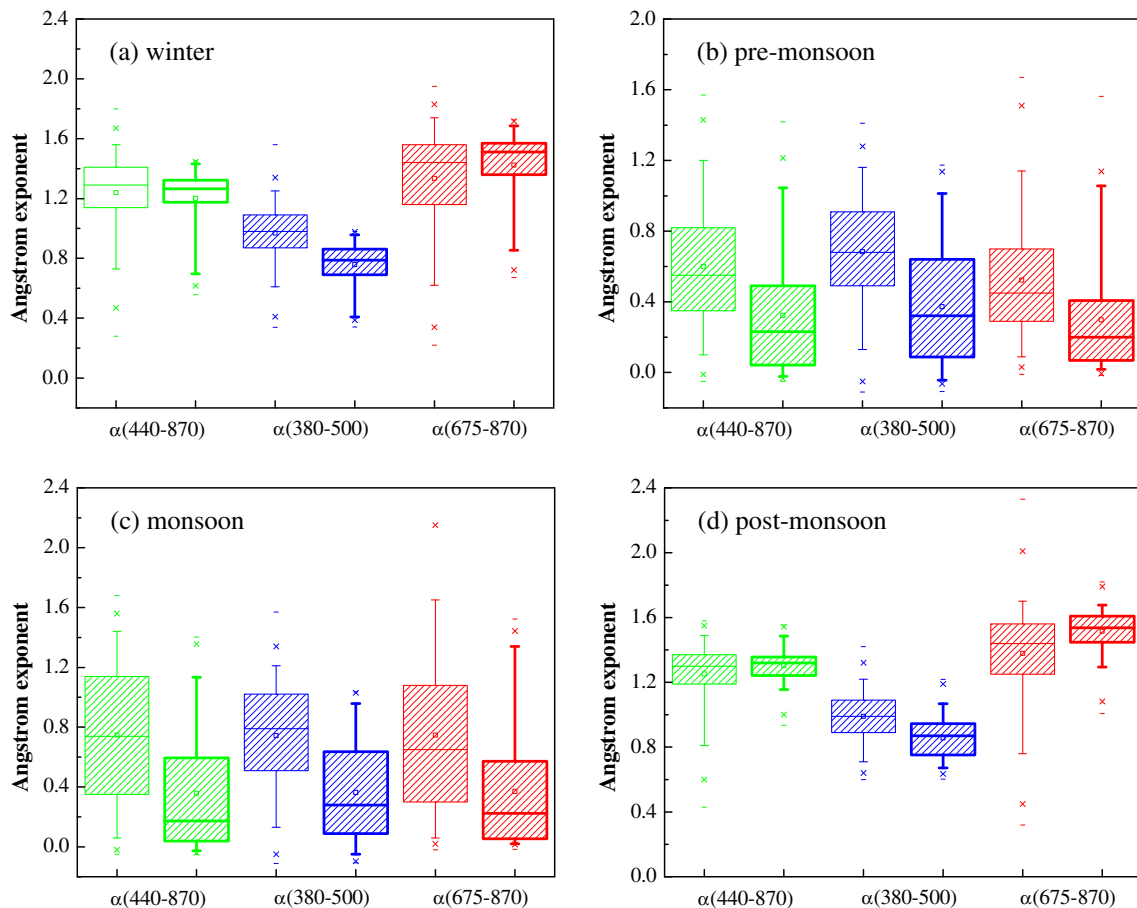 (a) winter
Angstrom exponent
2.4
2.0
1.6
1.2
0.8
0.4
0.0
α(440-870)
α(380-500)
α(675-870)
(b) pre-monsoon
Angstrom exponent
2.0
1.6
1.2
0.8
0.4
0.0
α(440-870)
α(380-500)
α(675-870)
(c) monsoon
Angstrom exponent
2.4
2.0
1.6
1.2
0.8
0.4
0.0
α(440-870)
α(380-500)
α(675-870)
(d) post-monsoon
Angstrom exponent
2.4
2.0
1.6
1.2
0.8
0.4
0.0
α(440-870)
α(380-500)
α(675-870)